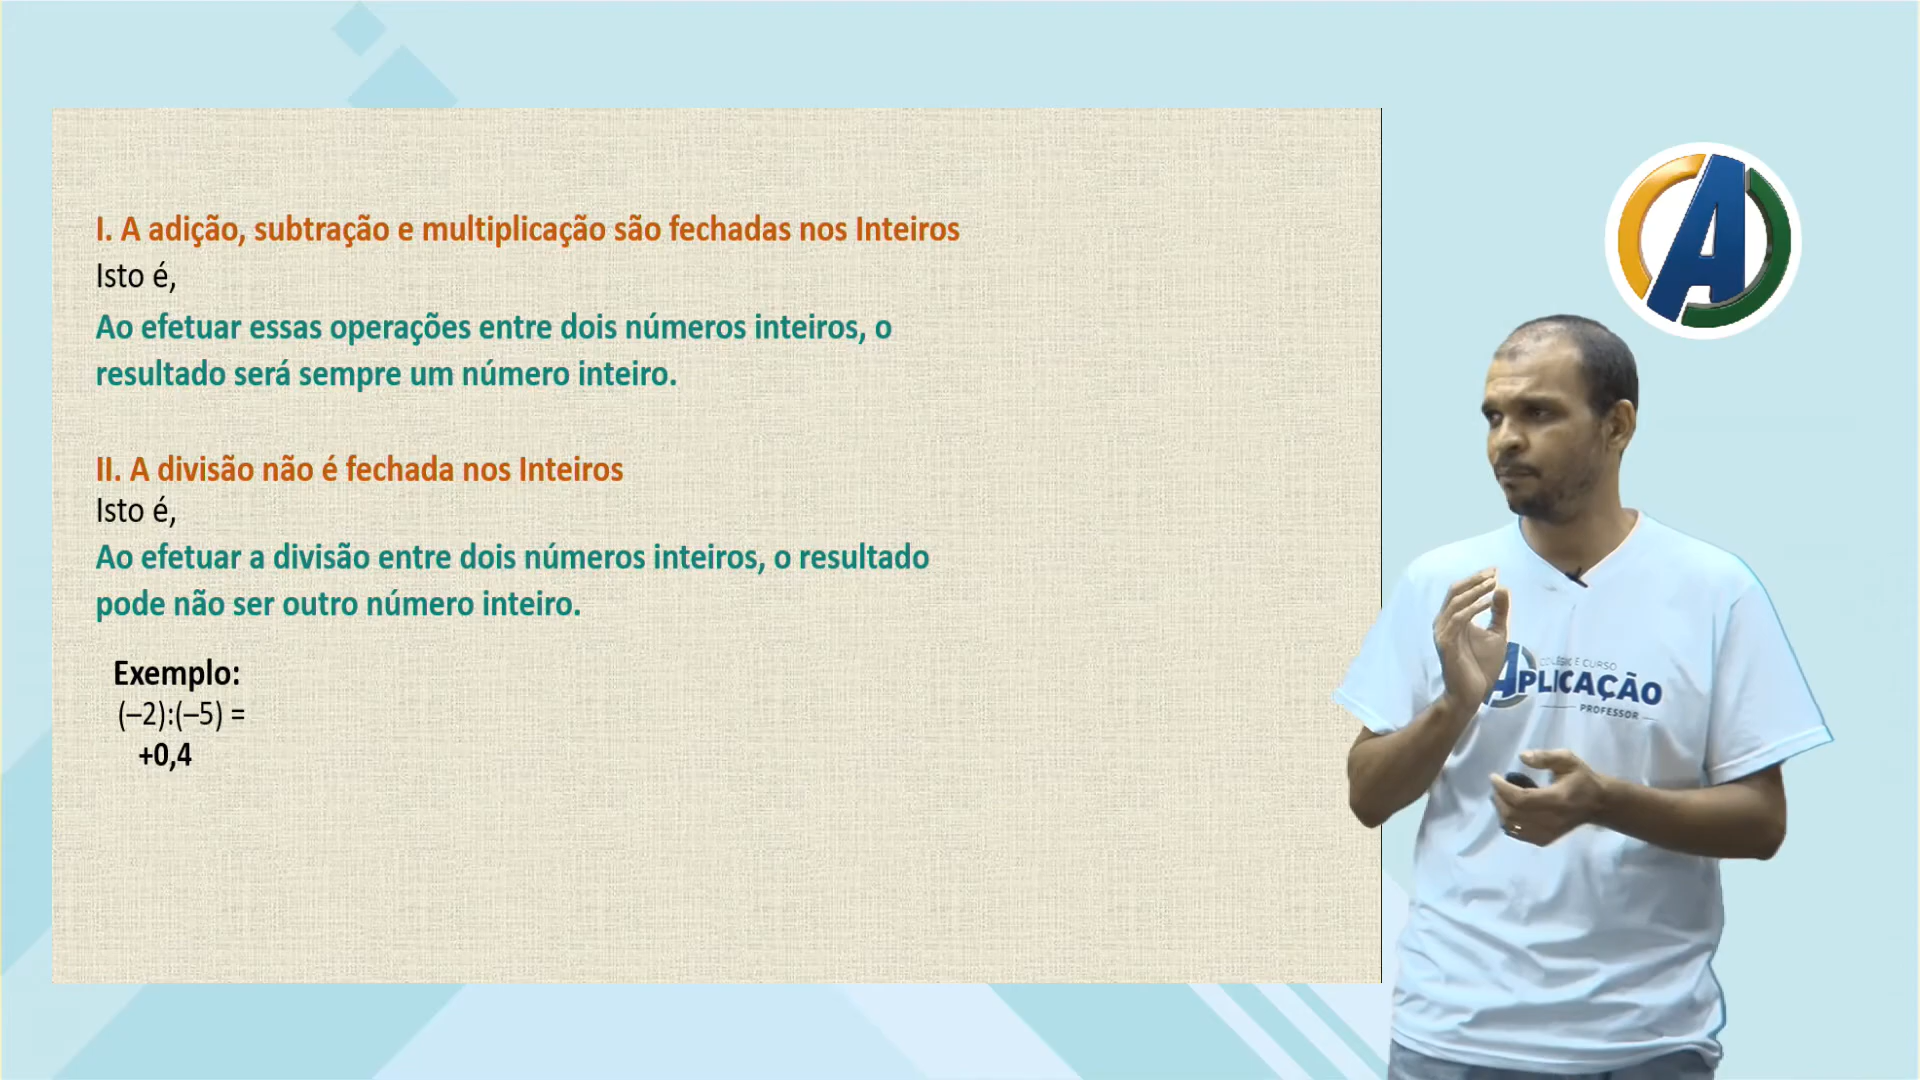 I. A adição, subtração e multiplicação são fechadas nos Inteiros
Isto é,
Ao efetuar essas operações entre dois números inteiros, o
resultado será sempre um número inteiro.
II. A divisão não é fechada nos Inteiros
Isto é,
Ao efetuar a divisão entre dois números inteiros, o resultado
pode não ser outro número inteiro.
Exemplo:
(–2):(–5) =
+0,4
A
COLÉGIO E CURSO
APLICAÇÃO
PROFESSOR